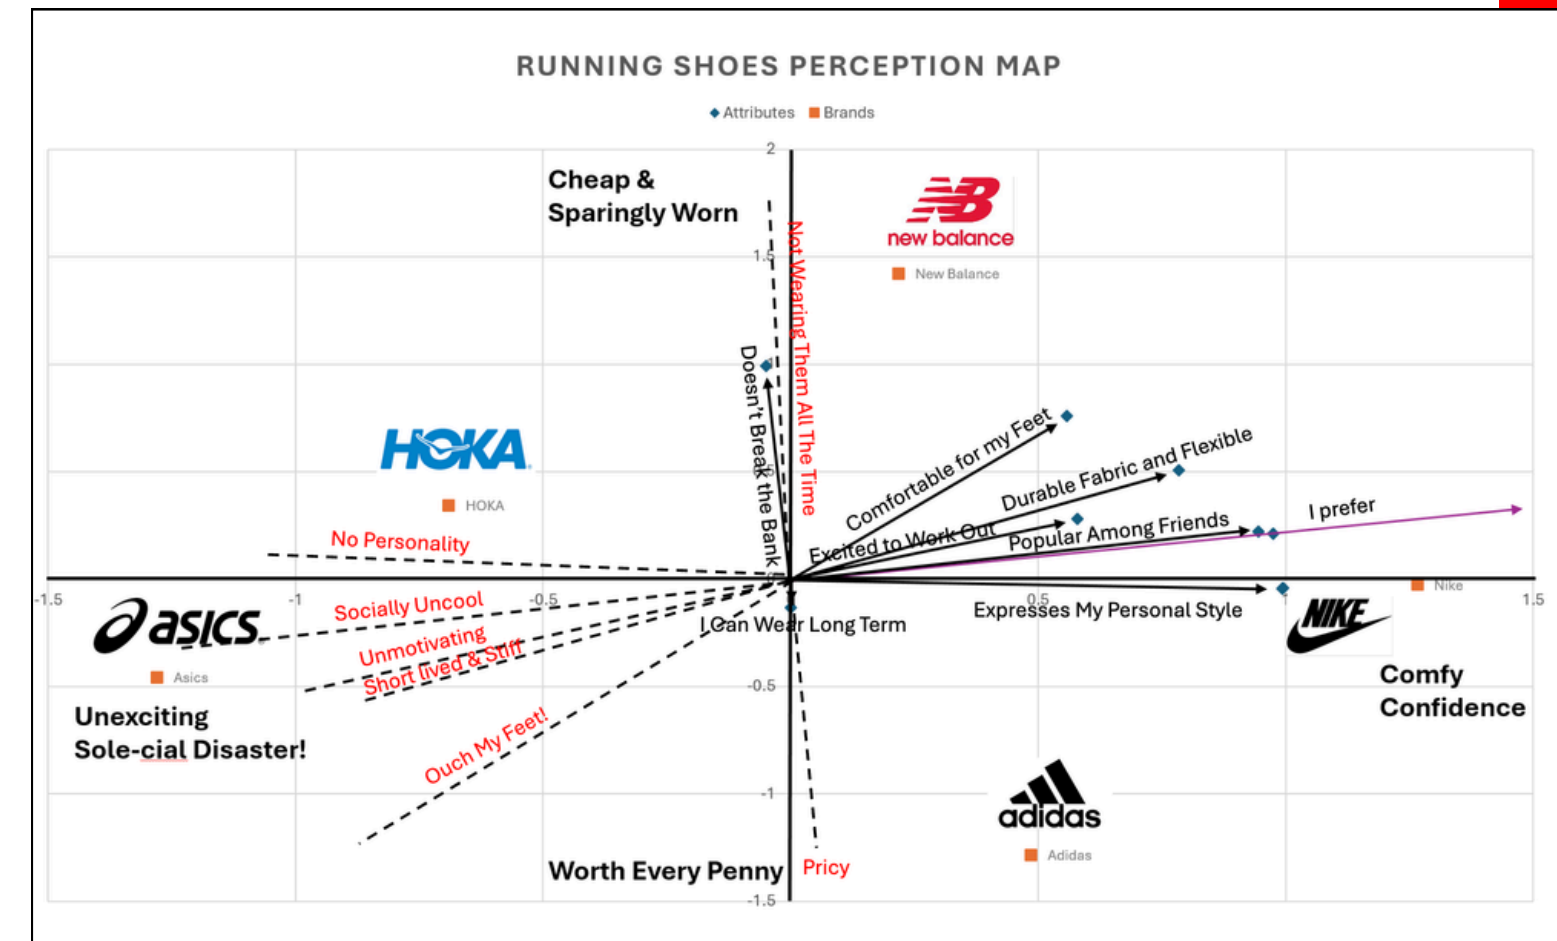 RUNNING SHOES PERCEPTION MAP
Attributes Brands
2
Cheap &
Sparingly Worn
NB
new balance
New Balance
1.5
Not Wearing Them All The Time
Doesn't Break the Bank
Comfortable for my Feet
Durable Fabric and Flexible
HOKA
HOKA
Excited to Work Out
Popular Among Friends
I prefer
No Personality
-1.5
-1
-0.5
0.5
1.5
Nike
asics
Socially Uncool
I Can Wear Long Term
Expresses My Personal Style
NIKE
Unmotivating
Short lived & Stiff
Asics
-0.5
Comfy
Confidence
Unexciting
Sole-cial Disaster!
Ouch My Feet!
-1
adidas
Adidas
Worth Every Penny
Pricy
-1.5